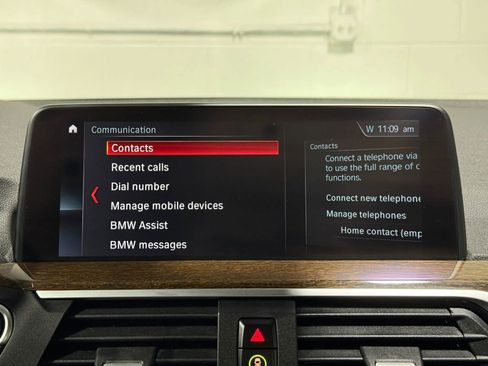 Communication
W 11:09 am
Contacts
Recent calls
Dial number
Manage mobile devices
BMW Assist
BMW messages
Contacts
Connect a telephone via
to use the full range of
functions.
Connect new telephone
Manage telephones
Home contact (emp